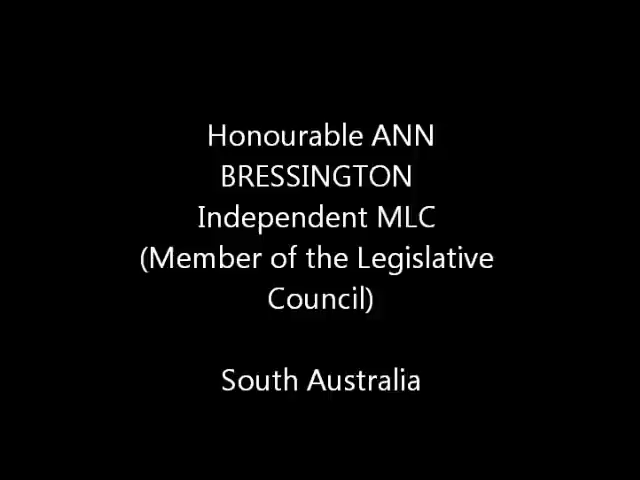 Honourable ANN
BRESSINGTON
Independent MLC
(Member of the Legislative
Council)
South Australia